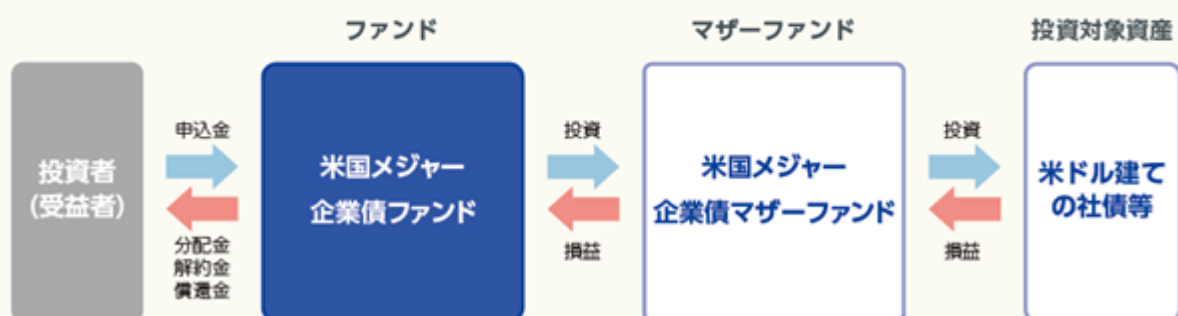 ファンド
マザーファンド
投資対象資産
投資者
(受益者)
申込金
分配金
解約金
償還金
米国メジャー
企業債ファンド
投資
損益
米国メジャー
企業債マザーファンド
投資
損益
米ドル建て
の社債等